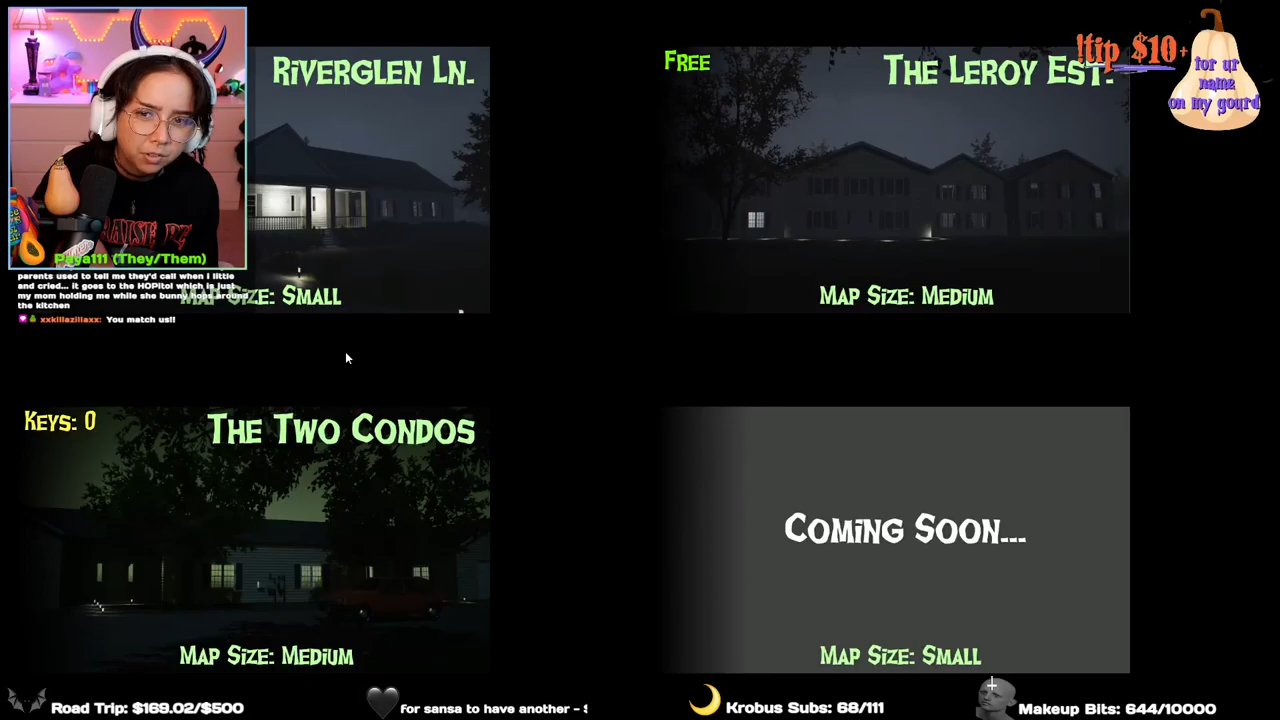 RIVERGLEN LN.
FREE
THE LEROY EST.
!tip $10+
for ur
name
on my gourd
RAISE
Paya111 (They/Them)
parents used to tell me they'd call when I little
and cried... it goes to the HOPitol which is just
my mom holding me while she bunny hops around
the kitchen
xxkillazillaxx: You match us!!
MAP SIZE: SMALL
MAP SIZE: MEDIUM
KEYS: 0
THE TWO CONDOS
COMING SOON...
MAP SIZE: MEDIUM
MAP SIZE: SMALL
Road Trip: $169.02/$500
for sansa to have another -
Krobus Subs: 68/111
Makeup Bits: 644/10000